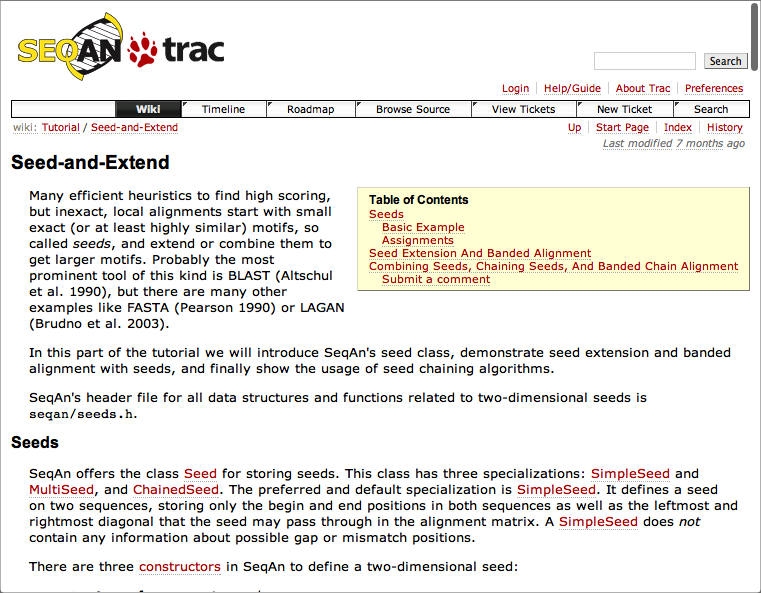 SEQAN trac
Search
Login Help/Guide About Trac Preferences
Wiki Timeline Roadmap Browse Source View Tickets New Ticket Search
wiki: Tutorial / Seed-and-Extend Up Start Page Index History
Last modified 7 months ago
Seed-and-Extend
Many efficient heuristics to find high scoring,
but inexact, local alignments start with small
exact (or at least highly similar) motifs, so
called seeds, and extend or combine them to
get larger motifs. Probably the most
prominent tool of this kind is BLAST (Altschul
et al. 1990), but there are many other
examples like FASTA (Pearson 1990) or LAGAN
(Brudno et al. 2003).
Table of Contents
Seeds
Basic Example
Assignments
Seed Extension And Banded Alignment
Combining Seeds, Chaining Seeds, And Banded Chain Alignment
Submit a comment
In this part of the tutorial we will introduce SeqAn's seed class, demonstrate seed extension and banded
alignment with seeds, and finally show the usage of seed chaining algorithms.
SeqAn's header file for all data structures and functions related to two-dimensional seeds is
seqan/seeds.h.
Seeds
SeqAn offers the class Seed for storing seeds. This class has three specializations: SimpleSeed and
MultiSeed, and ChainedSeed. The preferred and default specialization is SimpleSeed. It defines a seed
on two sequences, storing only the begin and end positions in both sequences as well as the leftmost and
rightmost diagonal that the seed may pass through in the alignment matrix. A SimpleSeed does not
contain any information about possible gap or mismatch positions.
There are three constructors in SeqAn to define a two-dimensional seed: